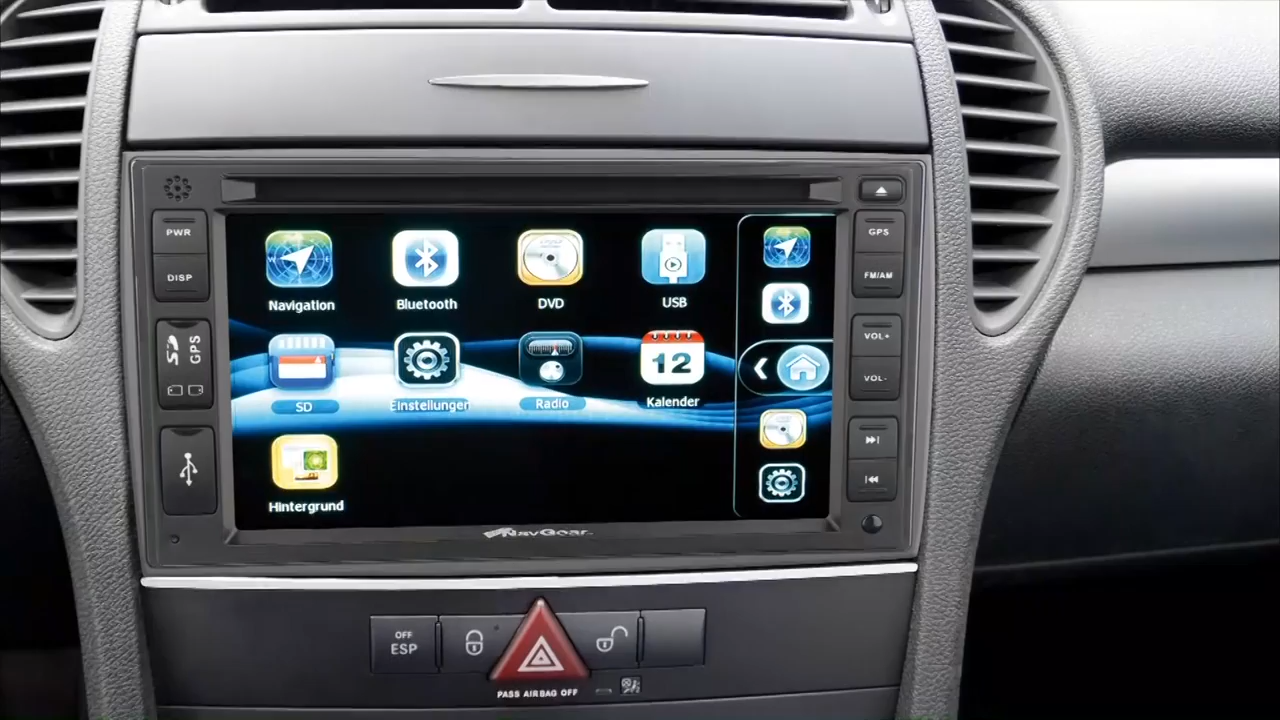 PWR
DISP
GPS
Navigation
Bluetooth
DVD
USB
SD
Einstellungen
Radio
12
Kalender
Hintergrund
GPS
FM/AM
VOL+
VOL-
NavGear
OFF
ESP
PASS AIRBAG OFF